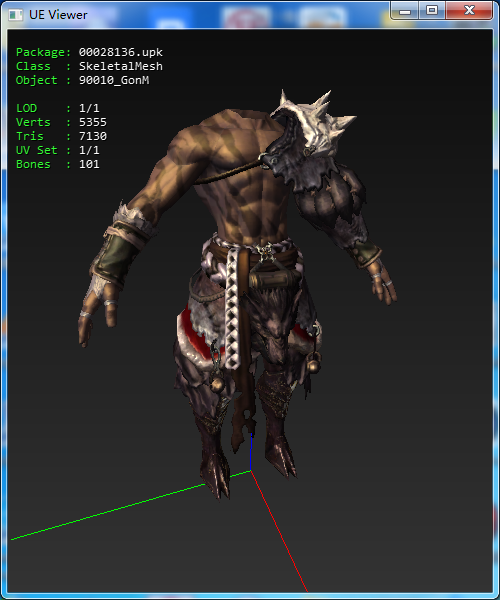 UE Viewer
Package: 00028136.upk
Class  : SkeletalMesh
Object : 90010_GonM
LOD    : 1/1
Verts  : 5355
Tris   : 7130
UV Set : 1/1
Bones  : 101